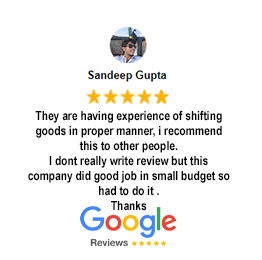 Sandeep Gupta
They are having experience of shifting
goods in proper manner, i recommend
this to other people.
I dont really write review but this
company did good job in small budget so
had to do it .
Thanks
Google
Reviews